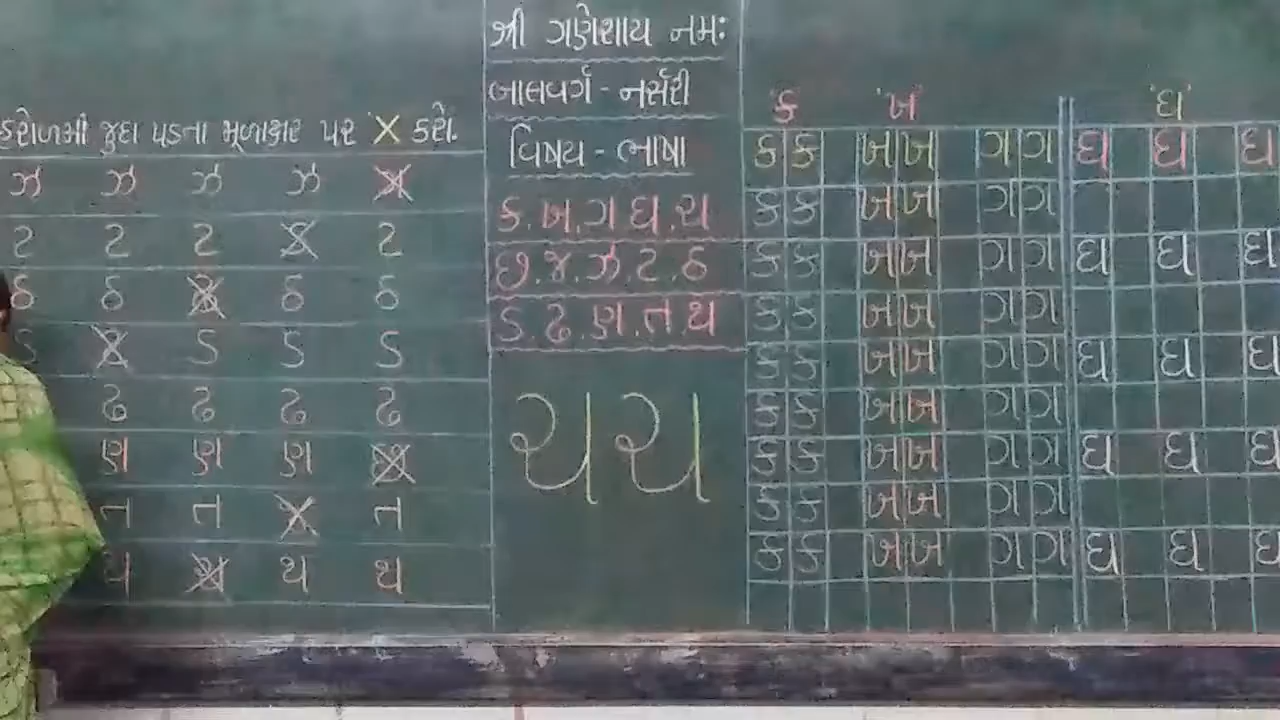 શ્રી ગણેશાય નમઃ
બાલવર્ગ - નર્સરી
વિષય - ભાષા
ક.ખ.ગ.ઘ.ચ
છ.જ.ઝ.ટ.ઠ
ડ.ઢ.ણ.ત.થ
ચ ચ
હરોળમાં જુદા પડતા મૂળાક્ષર પર X કરો.
ઝ ઝ ઝ ઝ
ટ ટ ટ ટ
ઠ ઠ ઠ ઠ
ડ ડ ડ ડ
ઢ ઢ ઢ ઢ
ણ ણ ણ
ત ત ત
થ થ થ
'ક' 'ખ' 'ઘ'
ક ક ખ ખ ગ ગ ઘ ઘ ઘ
ક ક ખ ખ ગ ગ
ક ક ખ ખ ગ ગ ઘ ઘ ઘ
ક ક ખ ખ ગ ગ
ક ક ખ ખ ગ ગ ઘ ઘ ઘ
ક ક ખ ખ ગ ગ
ક ક ખ ખ ગ ગ ઘ ઘ ઘ
ક ક ખ ખ ગ ગ
ક ક ખ ખ ગ ગ ઘ ઘ ઘ